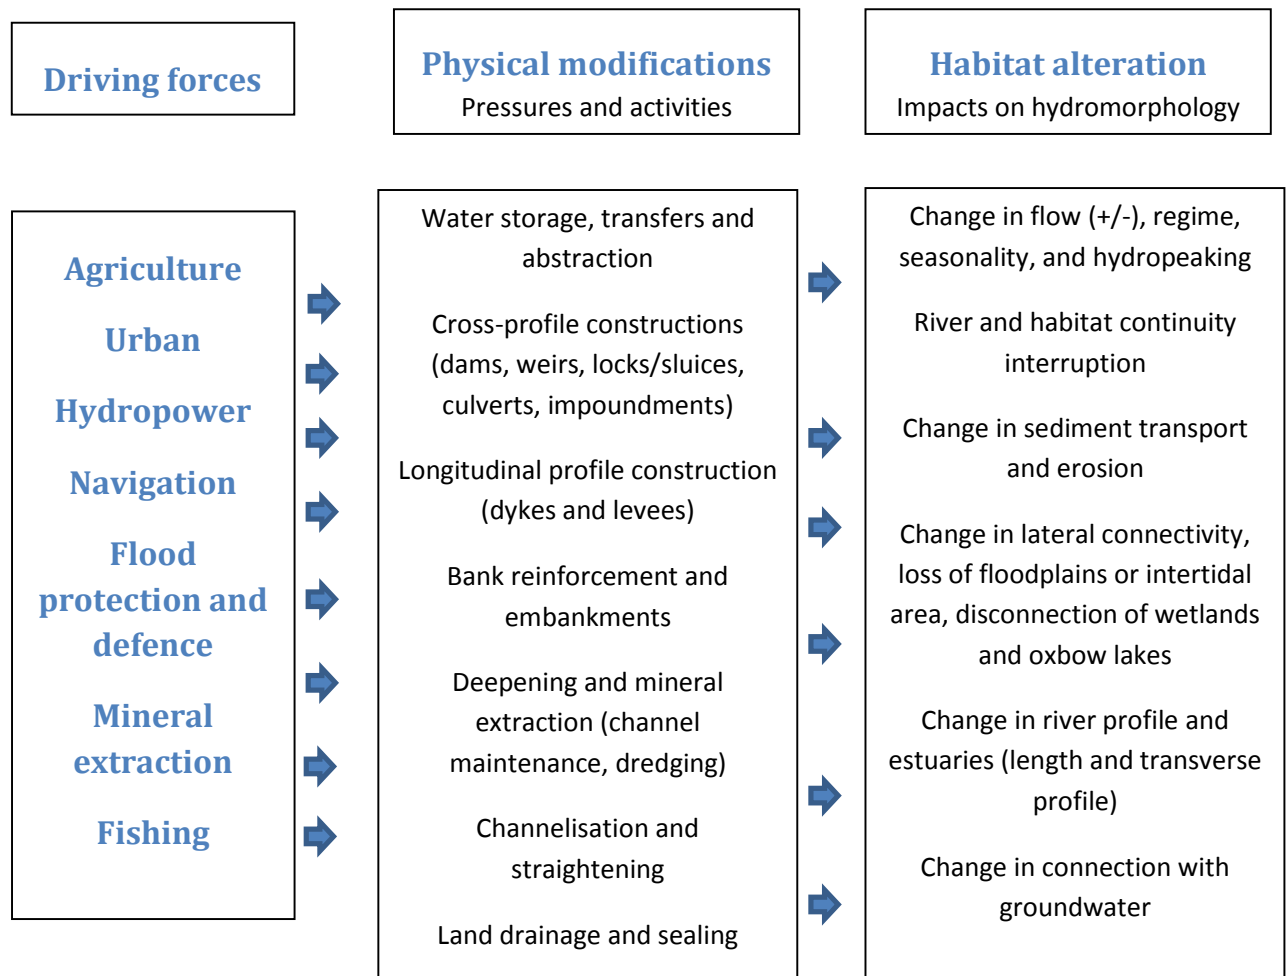 Driving forces
Physical modifications
Pressures and activities
Habitat alteration
Impacts on hydromorphology
Agriculture
Urban
Hydropower
Navigation
Flood
protection and
defence
Mineral
extraction
Fishing
Water storage, transfers and
abstraction
Cross-profile constructions
(dams, weirs, locks/sluices,
culverts, impoundments)
Longitudinal profile construction
(dykes and levees)
Bank reinforcement and
embankments
Deepening and mineral
extraction (channel
maintenance, dredging)
Channelisation and
straightening
Land drainage and sealing
Change in flow (+/-), regime,
seasonality, and hydropeaking
River and habitat continuity
interruption
Change in sediment transport
and erosion
Change in lateral connectivity,
loss of floodplains or intertidal
area, disconnection of wetlands
and oxbow lakes
Change in river profile and
estuaries (length and transverse
profile)
Change in connection with
groundwater